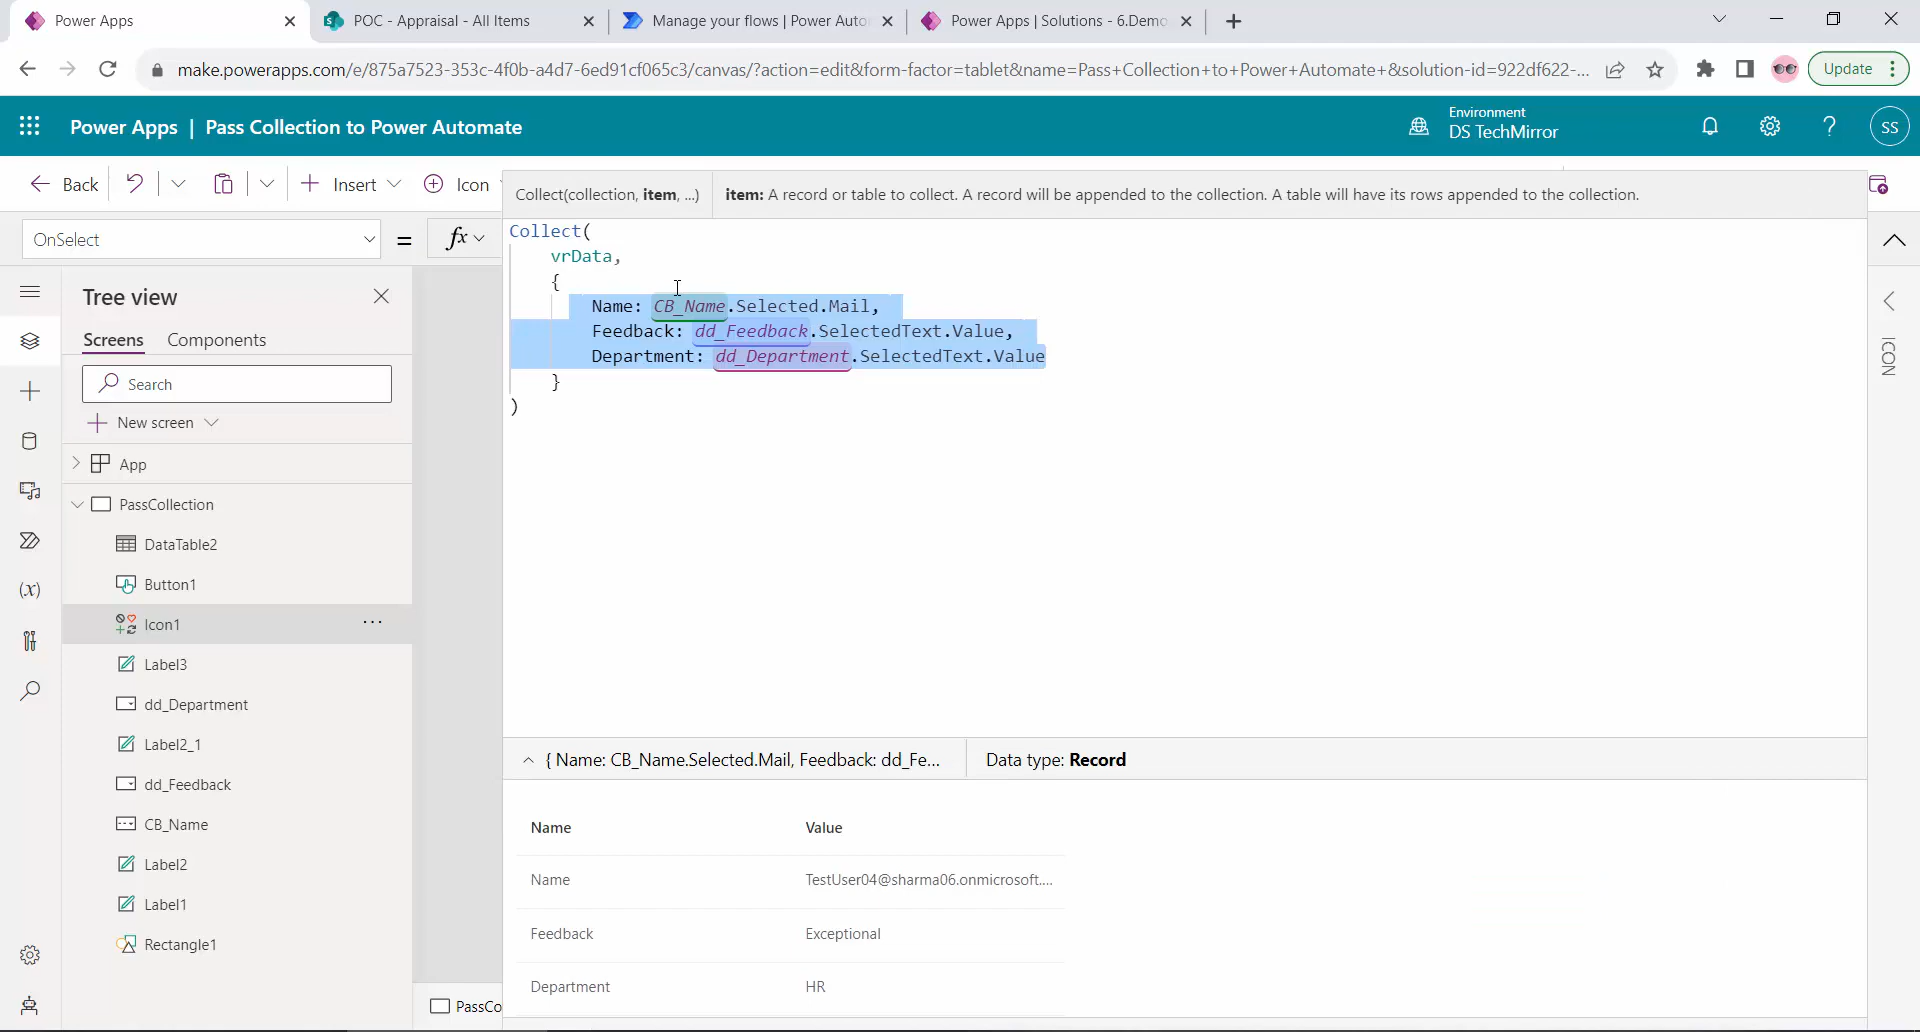 Power Apps
POC - Appraisal - All Items
Manage your flows | Power Auto
Power Apps | Solutions - 6.Demo
make.powerapps.com/e/875a7523-353c-4f0b-a4d7-6ed91cf065c3/canvas/?action=edit&form-factor=tablet&name=Pass+Collection+to+Power+Automate+&solution-id=922df622-...
Update
Power Apps | Pass Collection to Power Automate
Environment
DS TechMirror
?
SS
Back
Insert
Icon
Collect(collection, item, ...)
item: A record or table to collect. A record will be appended to the collection. A table will have its rows appended to the collection.
OnSelect
=
fx
Collect(
vrData,
{
Name: CB_Name.Selected.Mail,
Feedback: dd_Feedback.SelectedText.Value,
Department: dd_Department.SelectedText.Value
}
)
ICON
Tree view
Screens
Components
Search
New screen
App
PassCollection
DataTable2
Button1
Icon1
...
Label3
dd_Department
Label2_1
dd_Feedback
CB_Name
Label2
Label1
Rectangle1
(x)
{ Name: CB_Name.Selected.Mail, Feedback: dd_Fe...
Data type: Record
Name Value
Name TestUser04@sharma06.onmicrosoft....
Feedback Exceptional
Department HR
PassCo